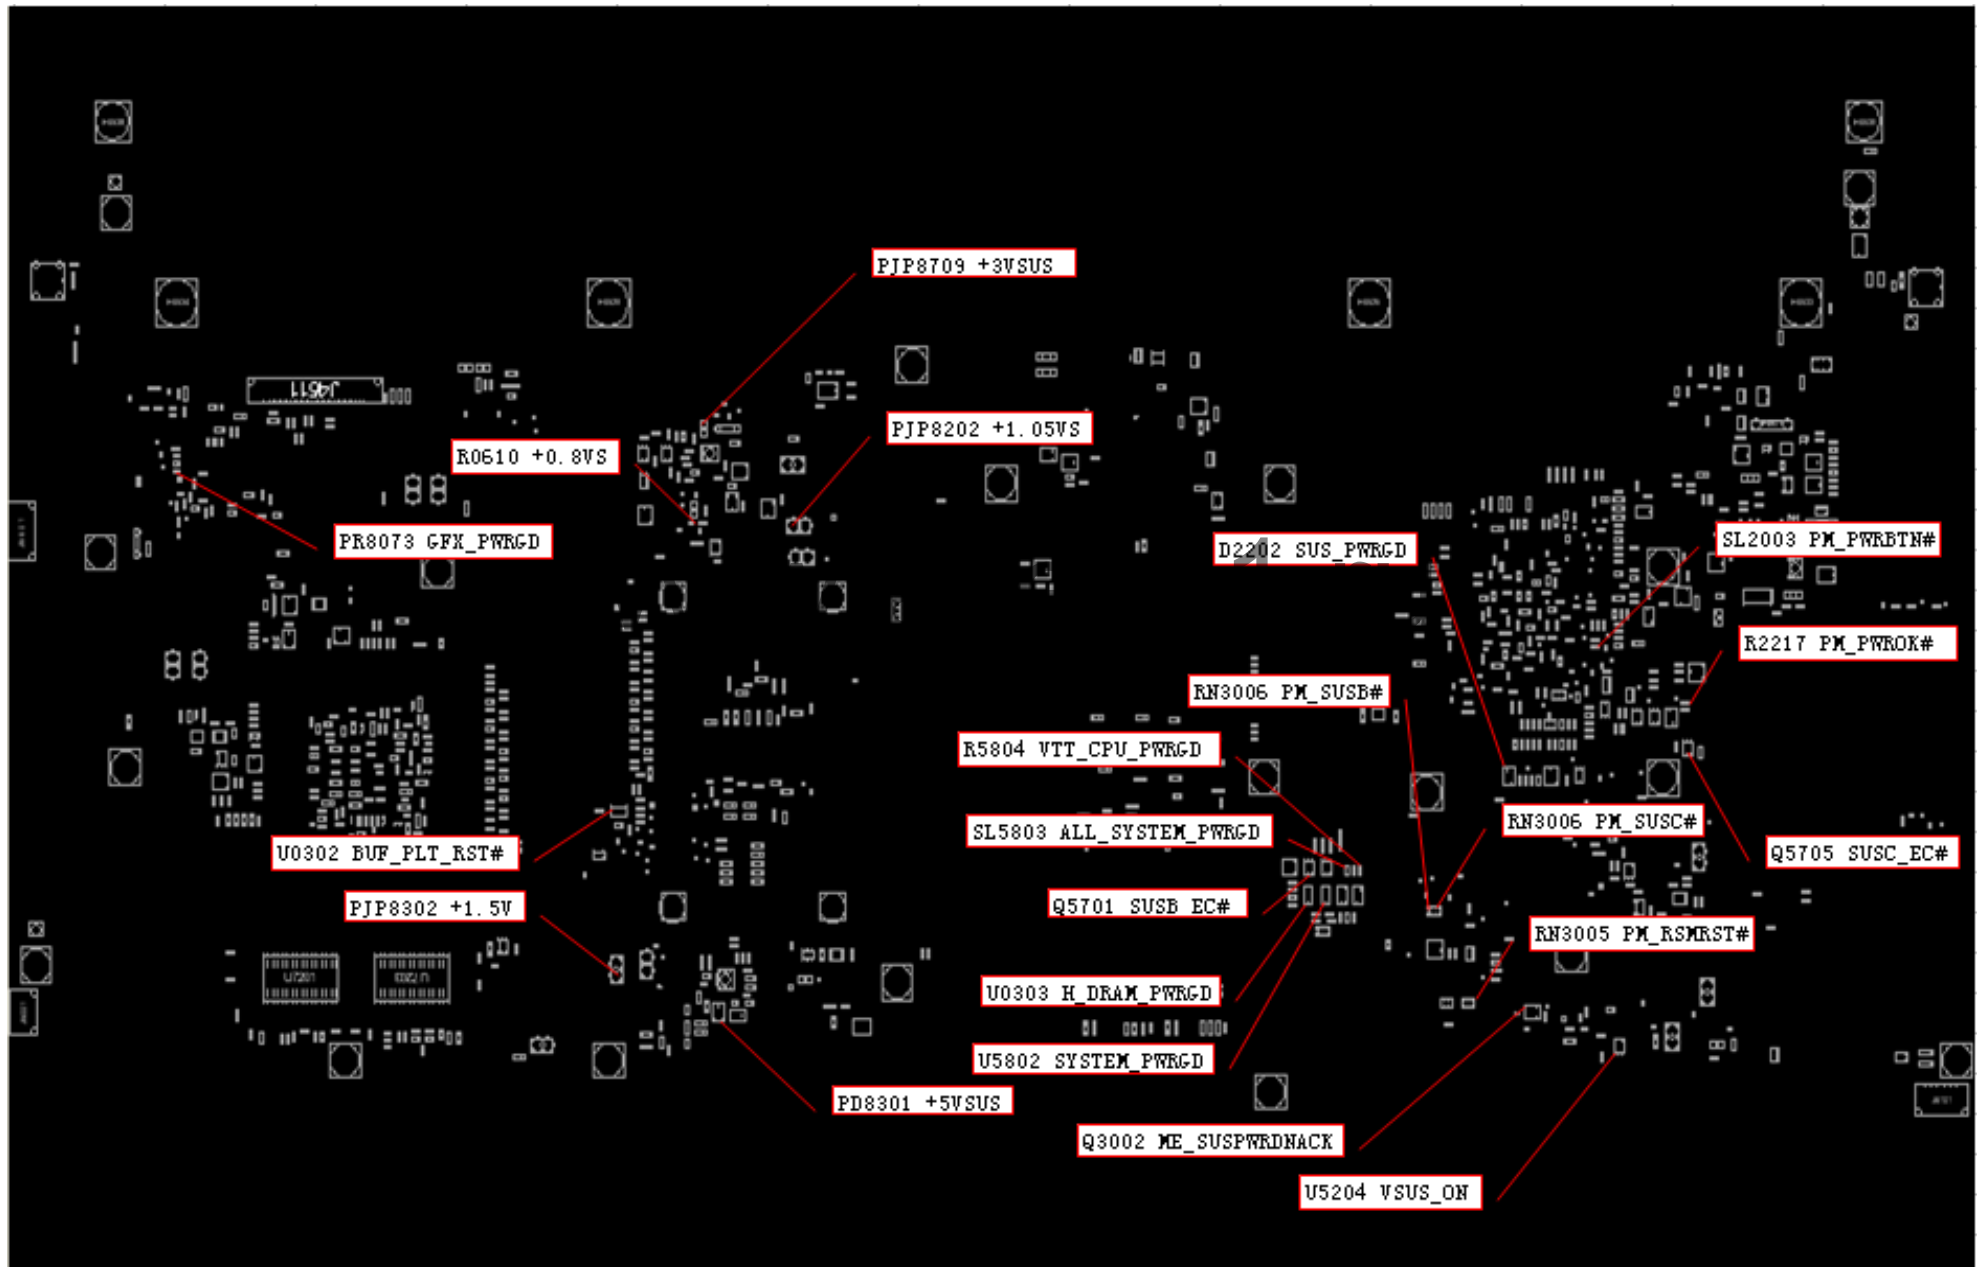 PJP8709 +3VSUS
J4511
PJP8202 +1.05VS
R0610 +0.8VS
PR8073 GFX_PWRGD
D2202 SUS_PWRGD
SL2003 PM_PWRBTN#
R2217 PM_PWROK#
RN3006 PM_SUSB#
R5804 VTT_CPU_PWRGD
SL5803 ALL_SYSTEM_PWRGD
RN3006 PM_SUSC#
U0302 BUF_PLT_RST#
Q5705 SUSC_EC#
PJP8302 +1.5V
Q5701 SUSB_EC#
RN3005 PM_RSMRST#
U7201
U0303 H_DRAM_PWRGD
U5802 SYSTEM_PWRGD
PD8301 +5VSUS
Q3002 ME_SUSPWRDNACK
U5204 VSUS_ON